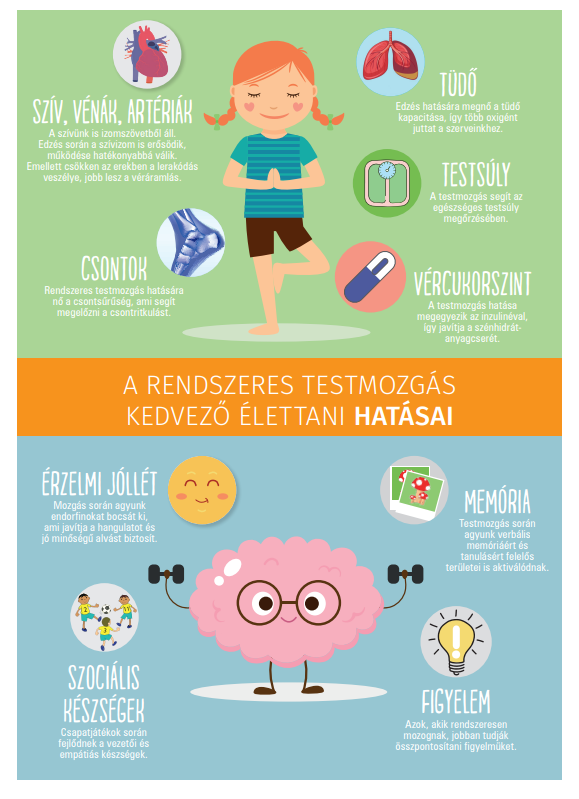 SZÍV, VÉNÁK, ARTÉRIÁK
A szívünk is izomszövetből áll.
Edzés során a szívizom is erősödik,
működése hatékonyabbá válik.
Emellett csökken az erekben a lerakódás
veszélye, jobb lesz a véráramlás.
TÜDŐ
Edzés hatására megnő a tüdő
kapacitása, így több oxigént
juttat a szerveinkhez.
TESTSÚLY
A testmozgás segít az
egészséges testsúly
megőrzésében.
CSONTOK
Rendszeres testmozgás hatására
nő a csontsűrűség, ami segít
megelőzni a csontritkulást.
VÉRCUKORSZINT
A testmozgás hatása
megegyezik az inzulinéval,
így javítja a szénhidrát-
anyagcserét.
A RENDSZERES TESTMOZGÁS
KEDVEZŐ ÉLETTANI HATÁSAI
ÉRZELMI JÓLLÉT
Mozgás során agyunk
endorfinokat bocsát ki,
ami javítja a hangulatot és
jó minőségű alvást biztosít.
MEMÓRIA
Testmozgás során
agyunk verbális
memóriáért és
tanulásért felelős
területei is aktiválódnak.
SZOCIÁLIS
KÉSZSÉGEK
Csapatjátékok során
fejlődnek a vezetői és
empátiás készségek.
FIGYELEM
Azok, akik rendszeresen
mozognak, jobban tudják
összpontosítani figyelmüket.